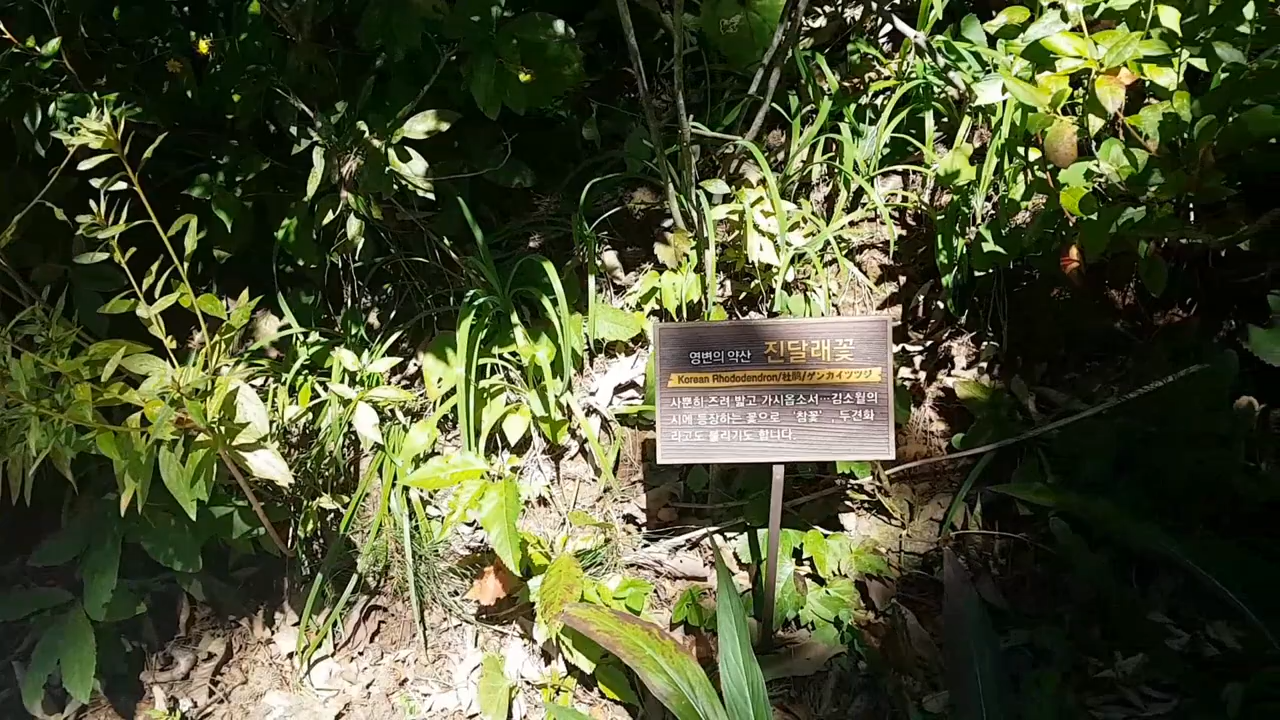 영변의 약산 진달래꽃
Korean Rhododendron/杜鹃/ゲンカイツツジ
사뿐히 즈려 밟고 가시옵소서…김소월의
시에 등장하는 꽃으로, '참꽃', 두견화
라고도 불리기도 합니다.